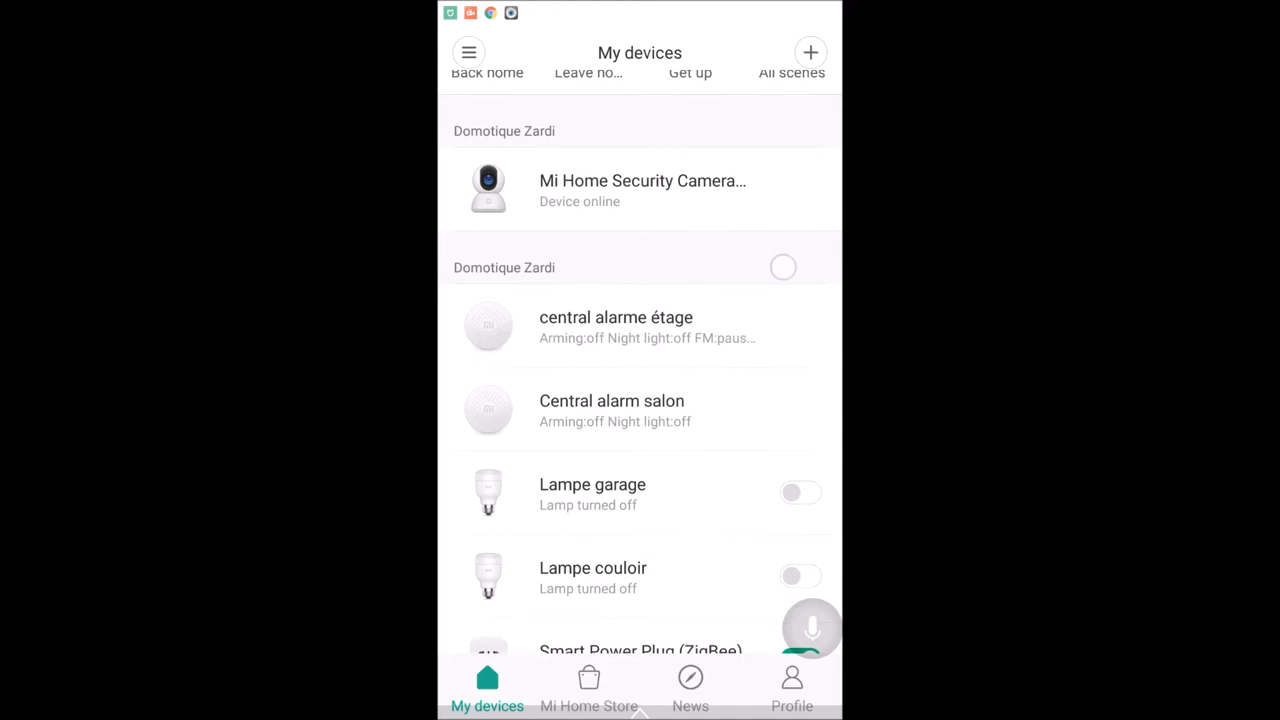 My devices
Back home
Leave ho...
Get up
All scenes
Domotique Zardi
Mi Home Security Camera...
Device online
Domotique Zardi
central alarme étage
Arming:off Night light:off FM:paus...
Central alarm salon
Arming:off Night light:off
Lampe garage
Lamp turned off
Lampe couloir
Lamp turned off
Smart Power Plug (ZigBee)
My devices
Mi Home Store
News
Profile